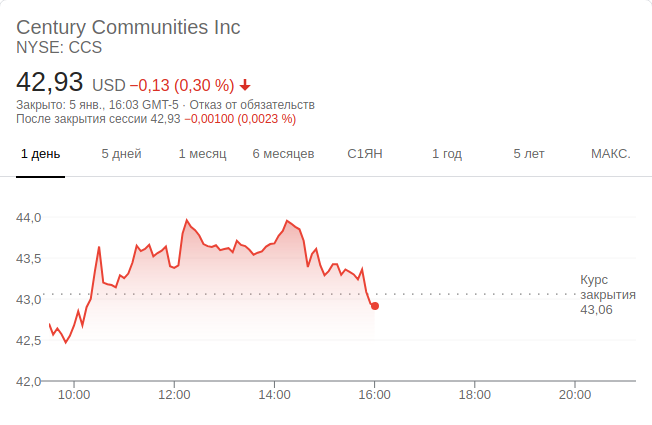 Century Communities Inc
NYSE: CCS
42,93 USD −0,13 (0,30 %)
Закрыто: 5 янв., 16:03 GMT-5 · Отказ от обязательств
После закрытия сессии 42,93 −0,00100 (0,0023 %)
1 день 5 дней 1 месяц 6 месяцев С1ЯН 1 год 5 лет МАКС.
44,0
43,5
43,0
42,5
42,0
Курс
закрытия
43,06
10:00 12:00 14:00 16:00 18:00 20:00